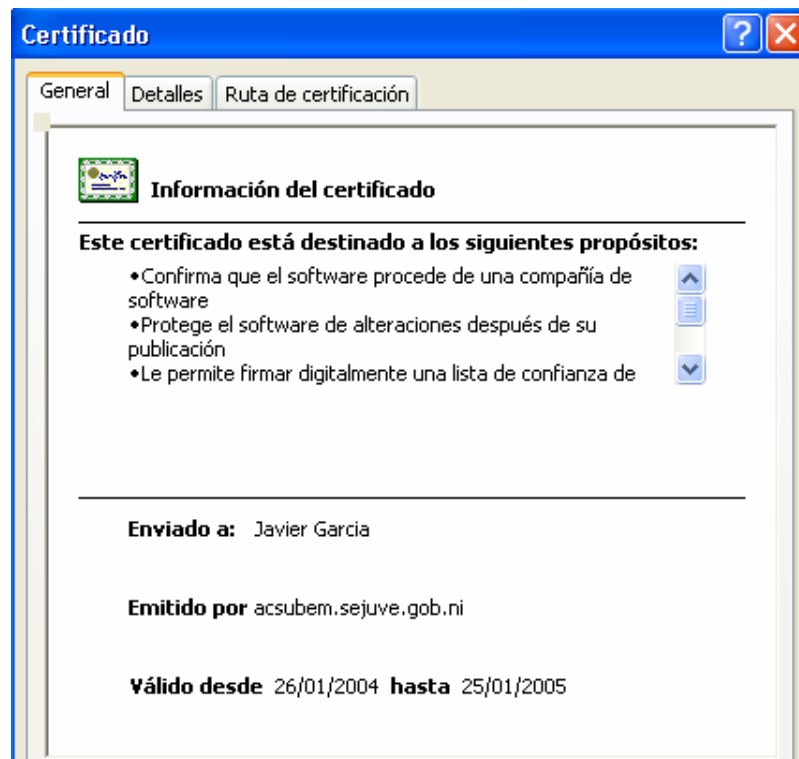 Certificado
General Detalles Ruta de certificación
Información del certificado
Este certificado está destinado a los siguientes propósitos:
•Confirma que el software procede de una compañía de
software
•Protege el software de alteraciones después de su
publicación
•Le permite firmar digitalmente una lista de confianza de
Enviado a: Javier Garcia
Emitido por acsubem.sejuve.gob.ni
Válido desde 26/01/2004 hasta 25/01/2005